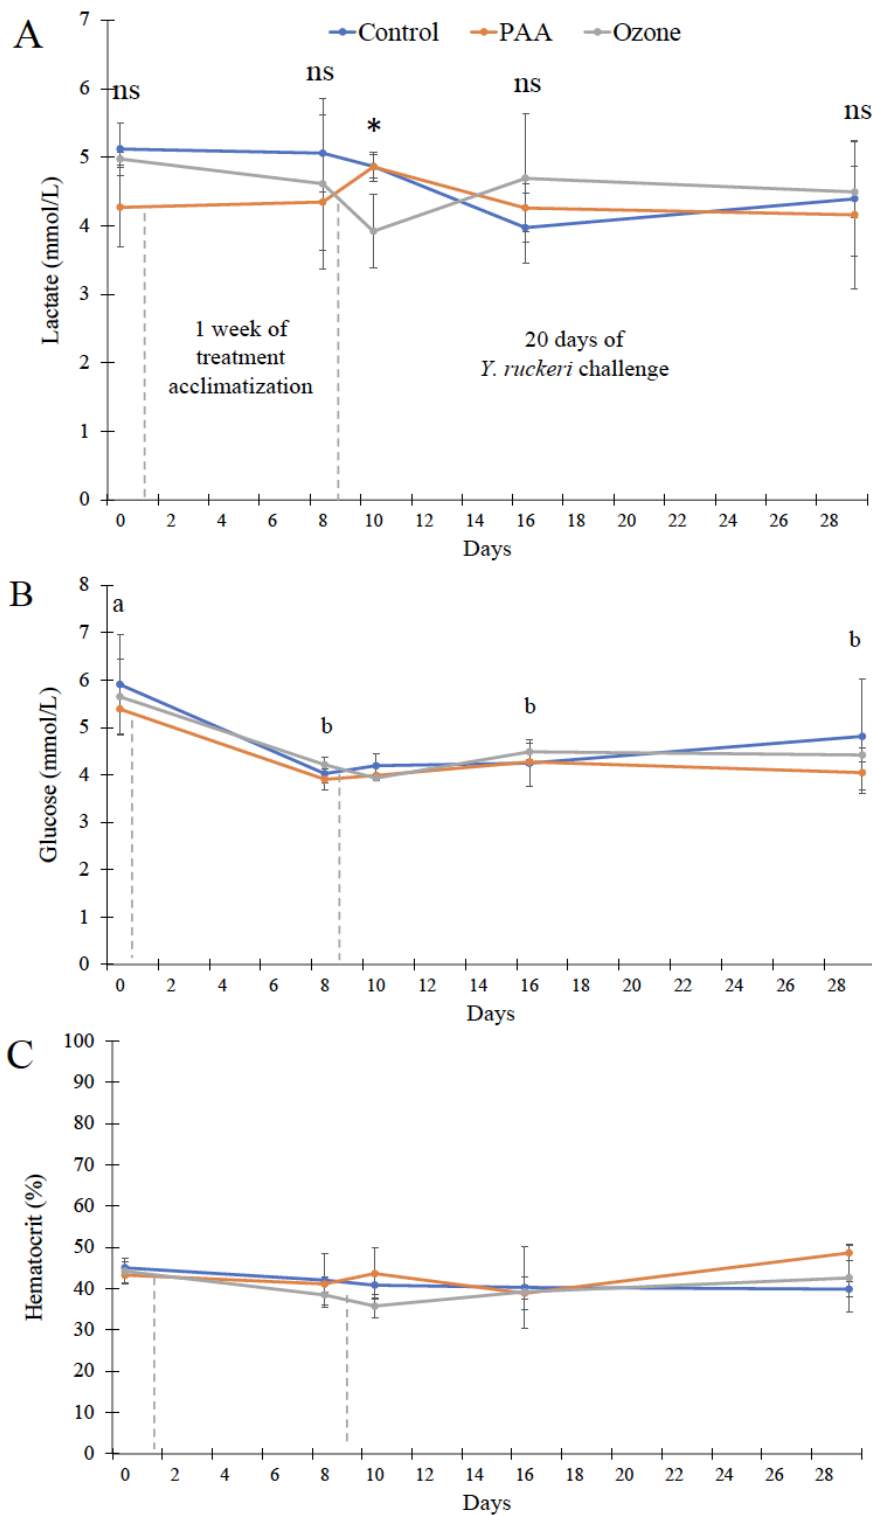 A
Control PAA Ozone
7
6
5
4
3
2
1
0
Lactate (mmol/L)
ns
ns
*
ns
ns
1 week of
treatment
acclimatization
20 days of
Y. ruckeri challenge
0 2 4 6 8 10 12 14 16 18 20 22 24 26 28
Days
B
8
7
6
5
4
3
2
1
0
Glucose (mmol/L)
a
b
b
b
0 2 4 6 8 10 12 14 16 18 20 22 24 26 28
Days
C
100
90
80
70
60
50
40
30
20
10
0
Hematocrit (%)
0 2 4 6 8 10 12 14 16 18 20 22 24 26 28
Days